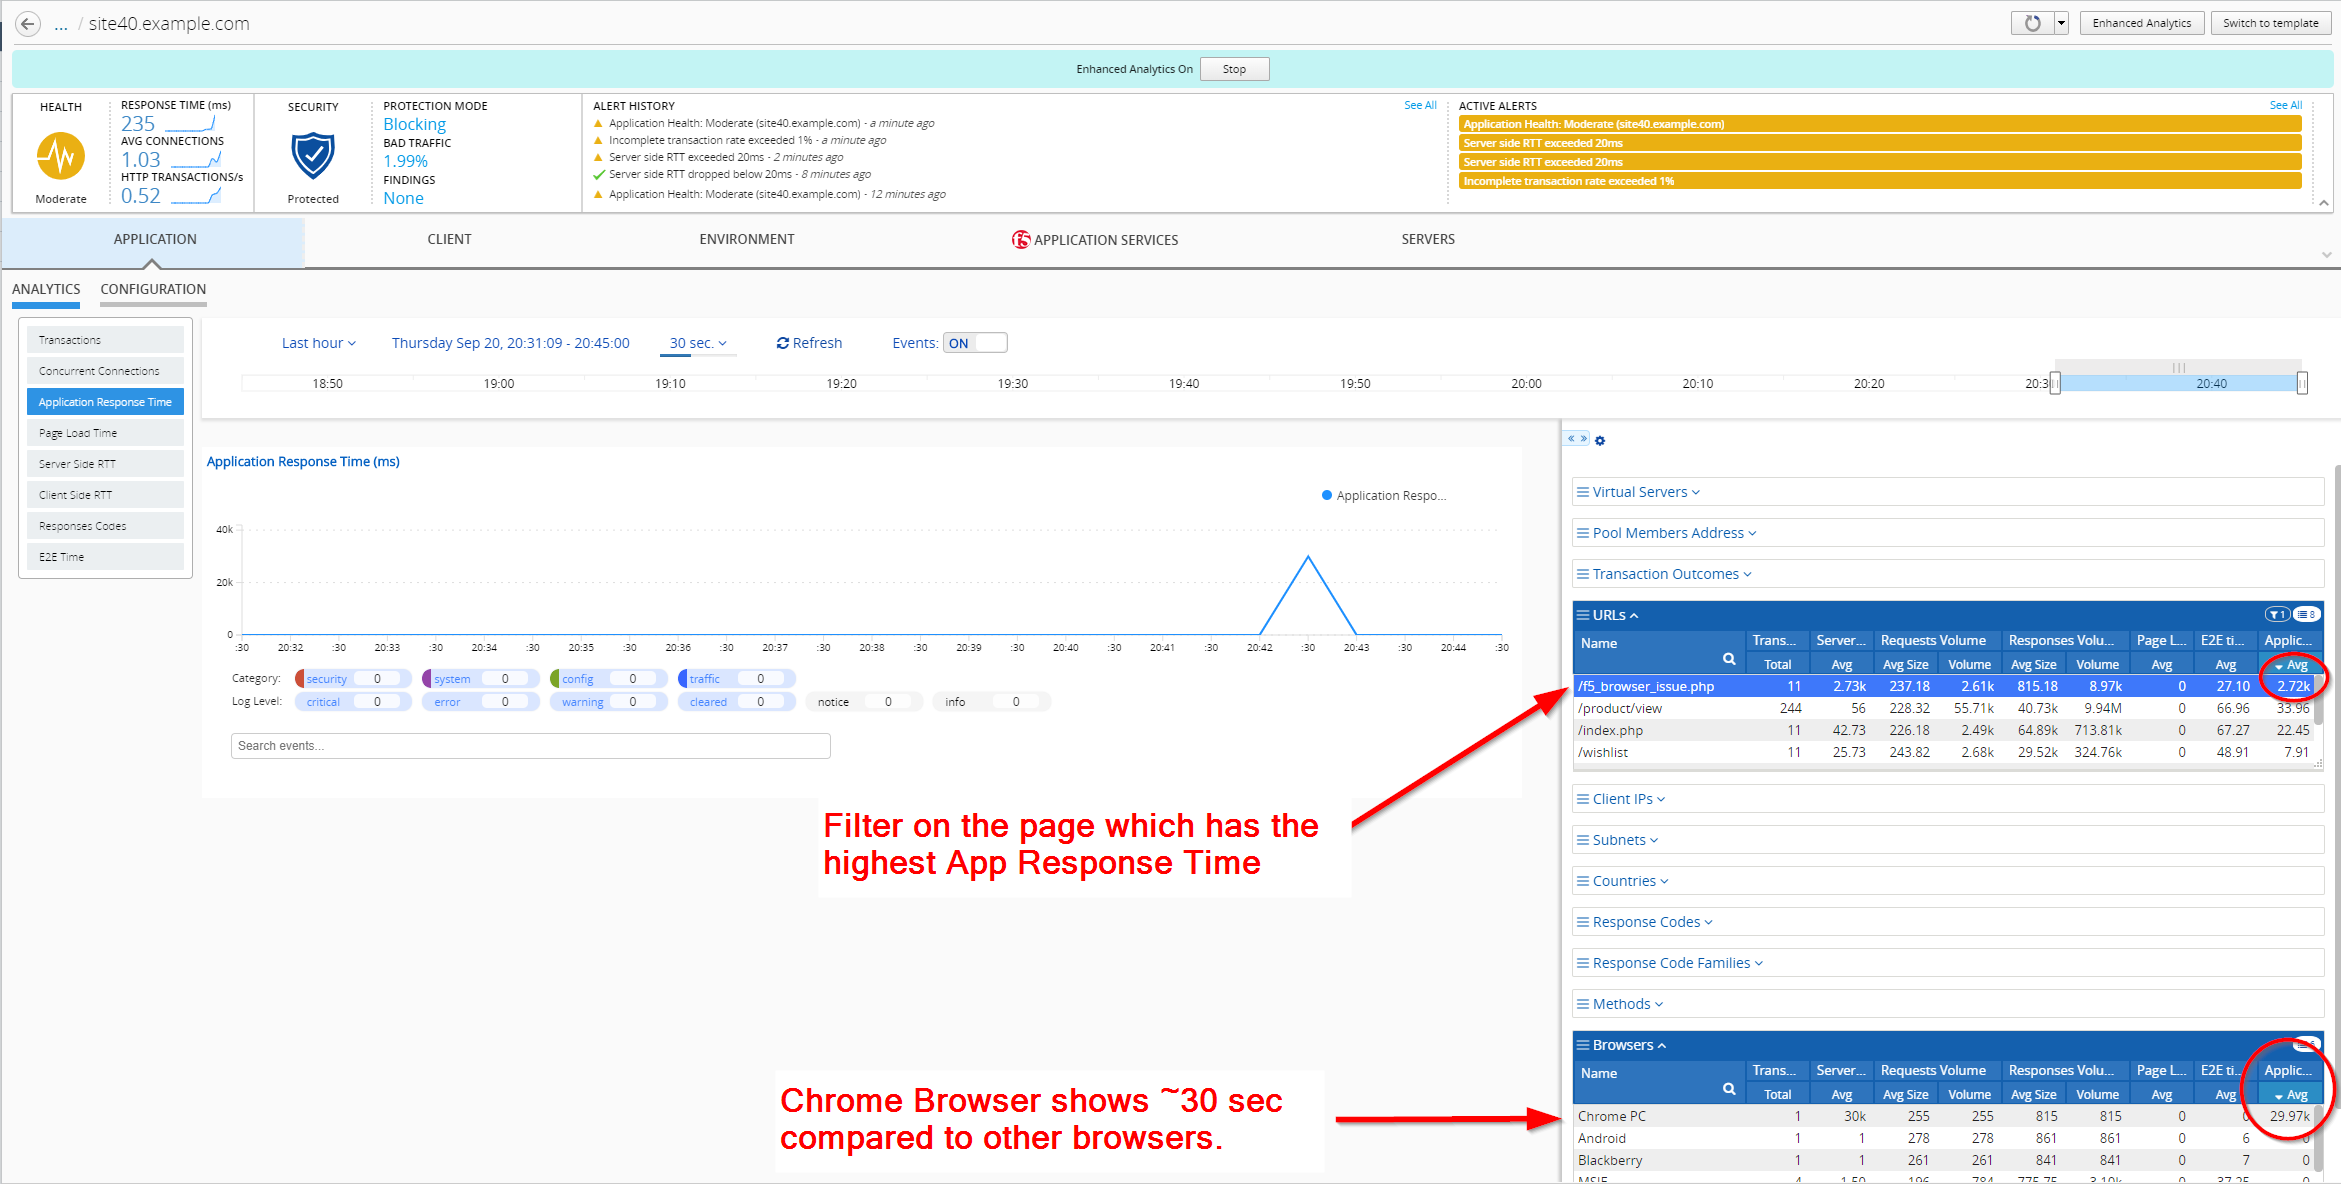 ... / site40.example.com
Enhanced Analytics
Switch to template
Enhanced Analytics On
Stop
HEALTH
Moderate
RESPONSE TIME (ms)
235
AVG CONNECTIONS
1.03
HTTP TRANSACTIONS/s
0.52
SECURITY
Protected
PROTECTION MODE
Blocking
BAD TRAFFIC
1.99%
FINDINGS
None
ALERT HISTORY
See All
Application Health: Moderate (site40.example.com) - a minute ago
Incomplete transaction rate exceeded 1% - a minute ago
Server side RTT exceeded 20ms - 2 minutes ago
Server side RTT dropped below 20ms - 8 minutes ago
Application Health: Moderate (site40.example.com) - 12 minutes ago
ACTIVE ALERTS
See All
Application Health: Moderate (site40.example.com)
Server side RTT exceeded 20ms
Server side RTT exceeded 20ms
Incomplete transaction rate exceeded 1%
APPLICATION
CLIENT
ENVIRONMENT
f5 APPLICATION SERVICES
SERVERS
ANALYTICS
CONFIGURATION
Transactions
Concurrent Connections
Application Response Time
Page Load Time
Server Side RTT
Client Side RTT
Responses Codes
E2E Time
Last hour
Thursday Sep 20, 20:31:09 - 20:45:00
30 sec.
Refresh
Events: ON
18:50 19:00 19:10 19:20 19:30 19:40 19:50 20:00 20:10 20:20 20:3 20:40
Application Response Time (ms)
Application Respo...
40k
20k
0
:30 20:32 :30 20:33 :30 20:34 :30 20:35 :30 20:36 :30 20:37 :30 20:38 :30 20:39 :30 20:40 :30 20:41 :30 20:42 :30 20:43 :30 20:44 :30
Category: security 0 system 0 config 0 traffic 0
Log Level: critical 0 error 0 warning 0 cleared 0 notice 0 info 0
Search events...
Filter on the page which has the
highest App Response Time
Chrome Browser shows ~30 sec
compared to other browsers.
« »
Virtual Servers
Pool Members Address
Transaction Outcomes
URLs 1 8
Name Trans... Server... Requests Volume Responses Volu... Page L... E2E ti... Applic...
Total Avg Avg Size Volume Avg Size Volume Avg Avg Avg
/f5_browser_issue.php 11 2.73k 237.18 2.61k 815.18 8.97k 0 27.10 2.72k
/product/view 244 56 228.32 55.71k 40.73k 9.94M 0 66.96 33.96
/index.php 11 42.73 226.18 2.49k 64.89k 713.81k 0 67.27 22.45
/wishlist 11 25.73 243.82 2.68k 29.52k 324.76k 0 48.91 7.91
Client IPs
Subnets
Countries
Response Codes
Response Code Families
Methods
Browsers
Name Trans... Server... Requests Volume Responses Volu... Page L... E2E ti... Applic...
Total Avg Avg Size Volume Avg Size Volume Avg Avg Avg
Chrome PC 1 30k 255 255 815 815 0 29.97k
Android 1 1 278 278 861 861 0 6 0
Blackberry 1 1 261 261 841 841 0 7 0
MSIE 4 1.50 196 784 775.75 3.10k 0 37.25 0